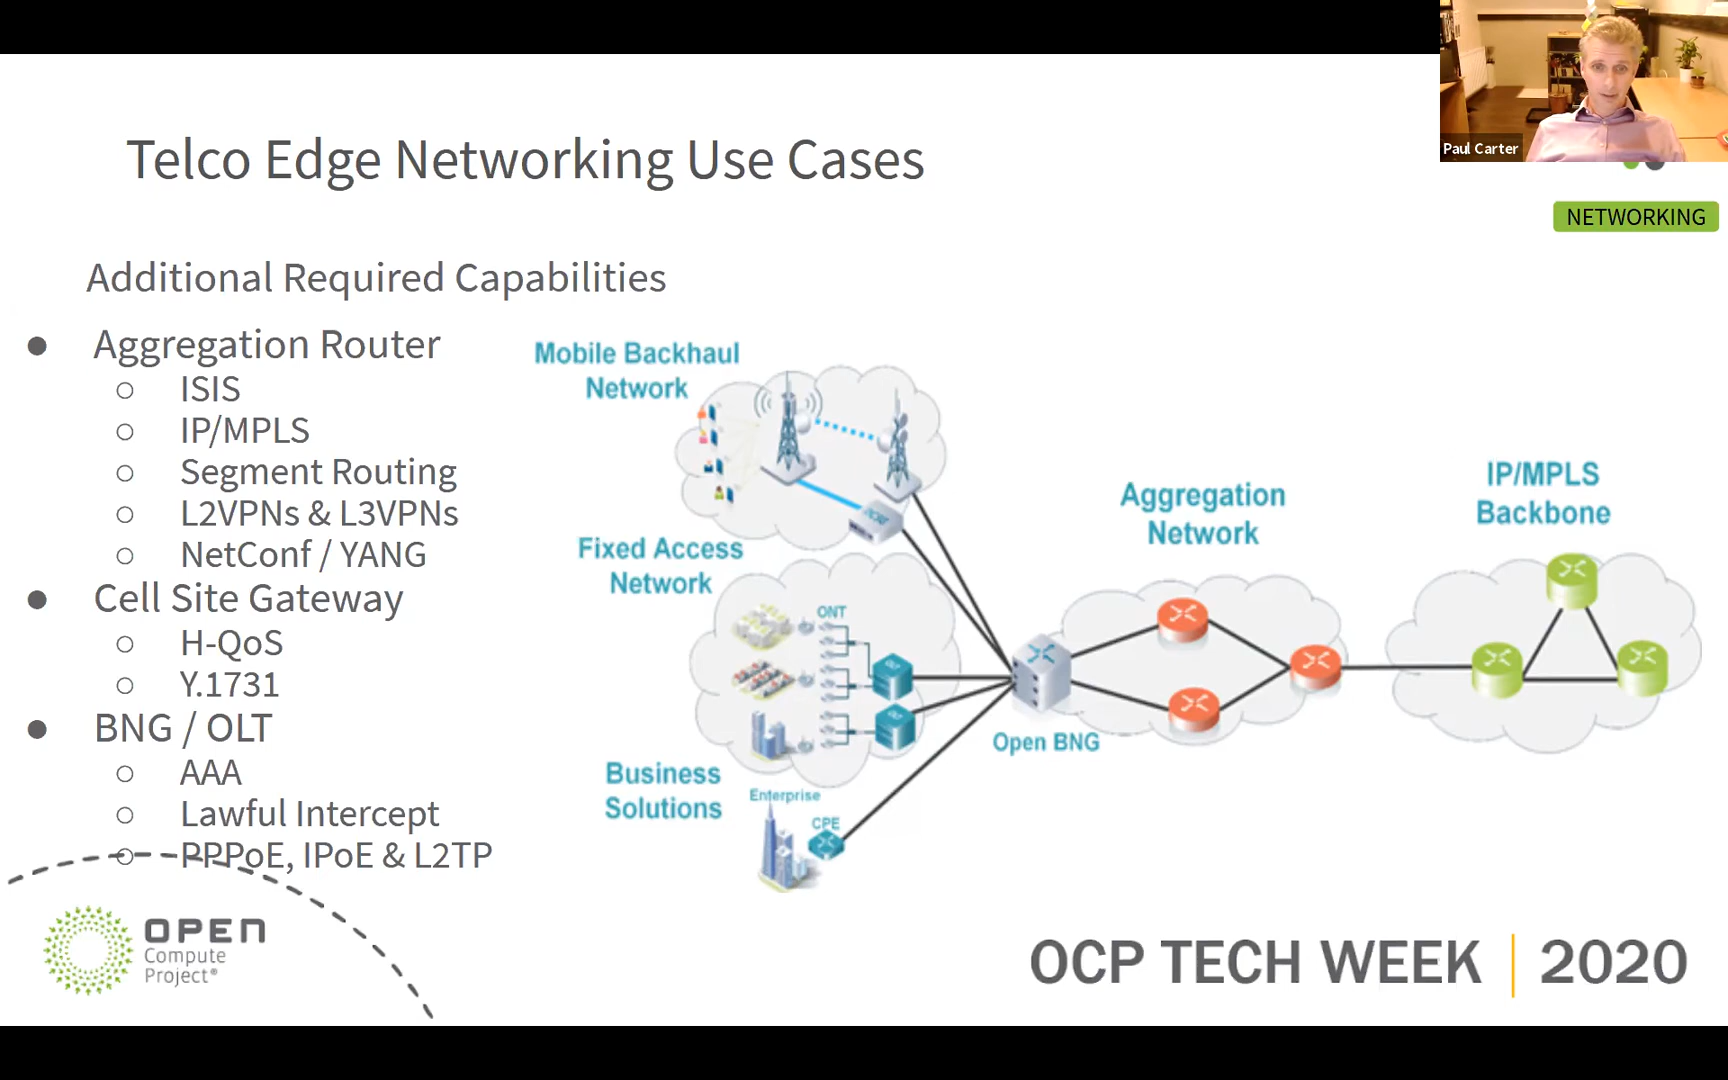 Paul Carter
Telco Edge Networking Use Cases
NETWORKING
Additional Required Capabilities
● Aggregation Router
○ ISIS
○ IP/MPLS
○ Segment Routing
○ L2VPNs & L3VPNs
○ NetConf / YANG
● Cell Site Gateway
○ H-QoS
○ Y.1731
● BNG / OLT
○ AAA
○ Lawful Intercept
○ PPPoE, IPoE & L2TP
Mobile Backhaul
Network
Fixed Access
Network
ONT
Business
Solutions
Enterprise
CPE
Open BNG
Aggregation
Network
IP/MPLS
Backbone
OPEN
Compute
Project®
OCP TECH WEEK | 2020